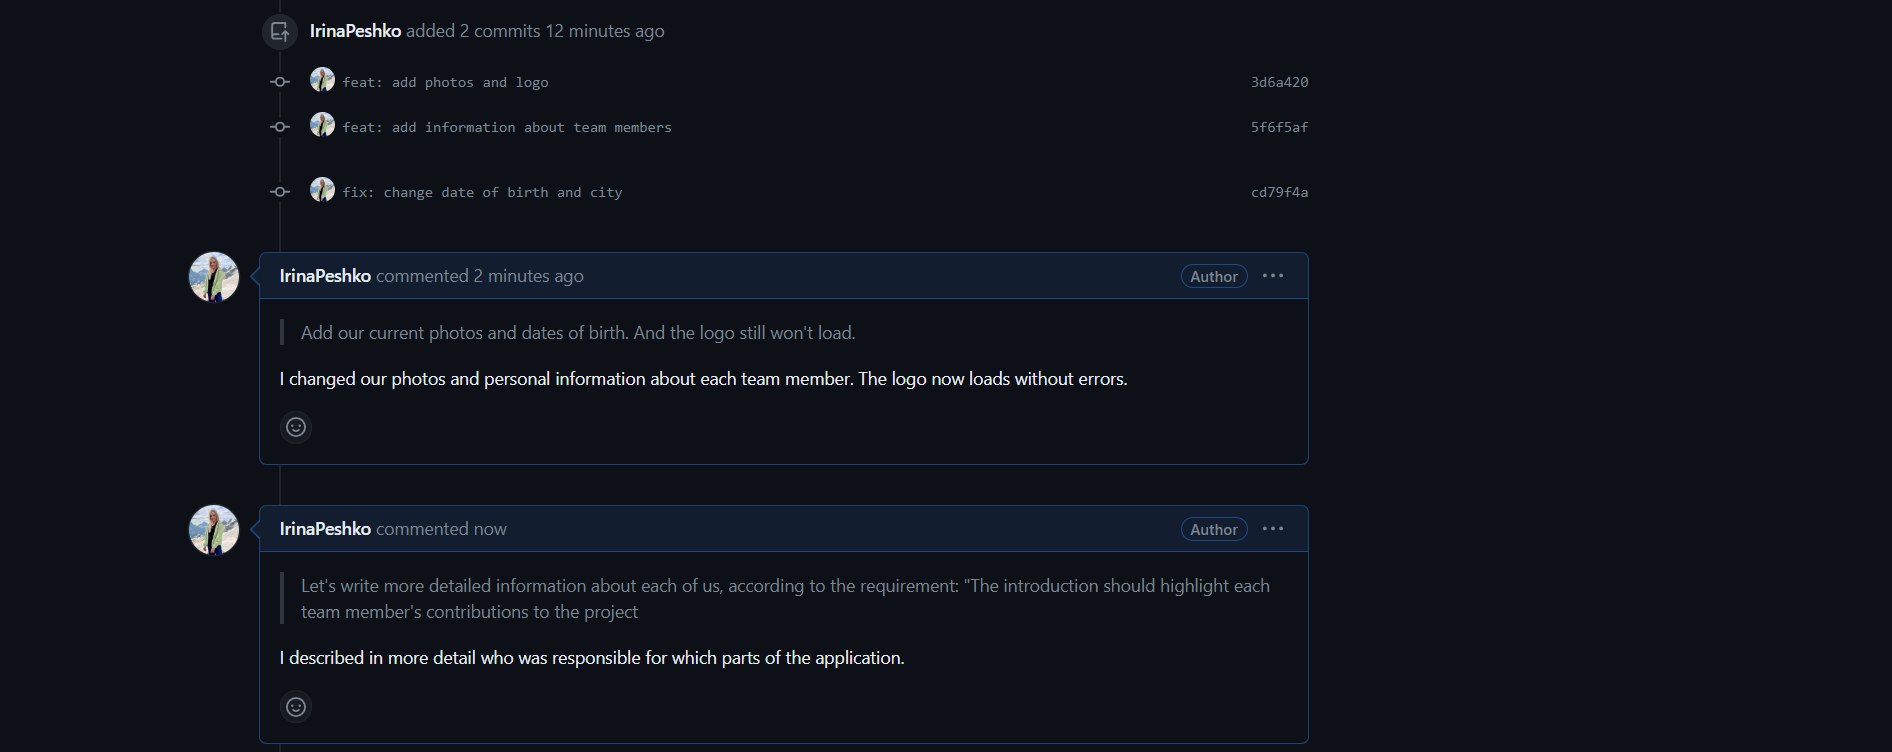 IrinaPeshko added 2 commits 12 minutes ago
feat: add photos and logo 3d6a420
feat: add information about team members 5f6f5af
fix: change date of birth and city cd79f4a
IrinaPeshko commented 2 minutes ago Author
Add our current photos and dates of birth. And the logo still won't load.
I changed our photos and personal information about each team member. The logo now loads without errors.
IrinaPeshko commented now Author
Let's write more detailed information about each of us, according to the requirement: "The introduction should highlight each
team member's contributions to the project
I described in more detail who was responsible for which parts of the application.